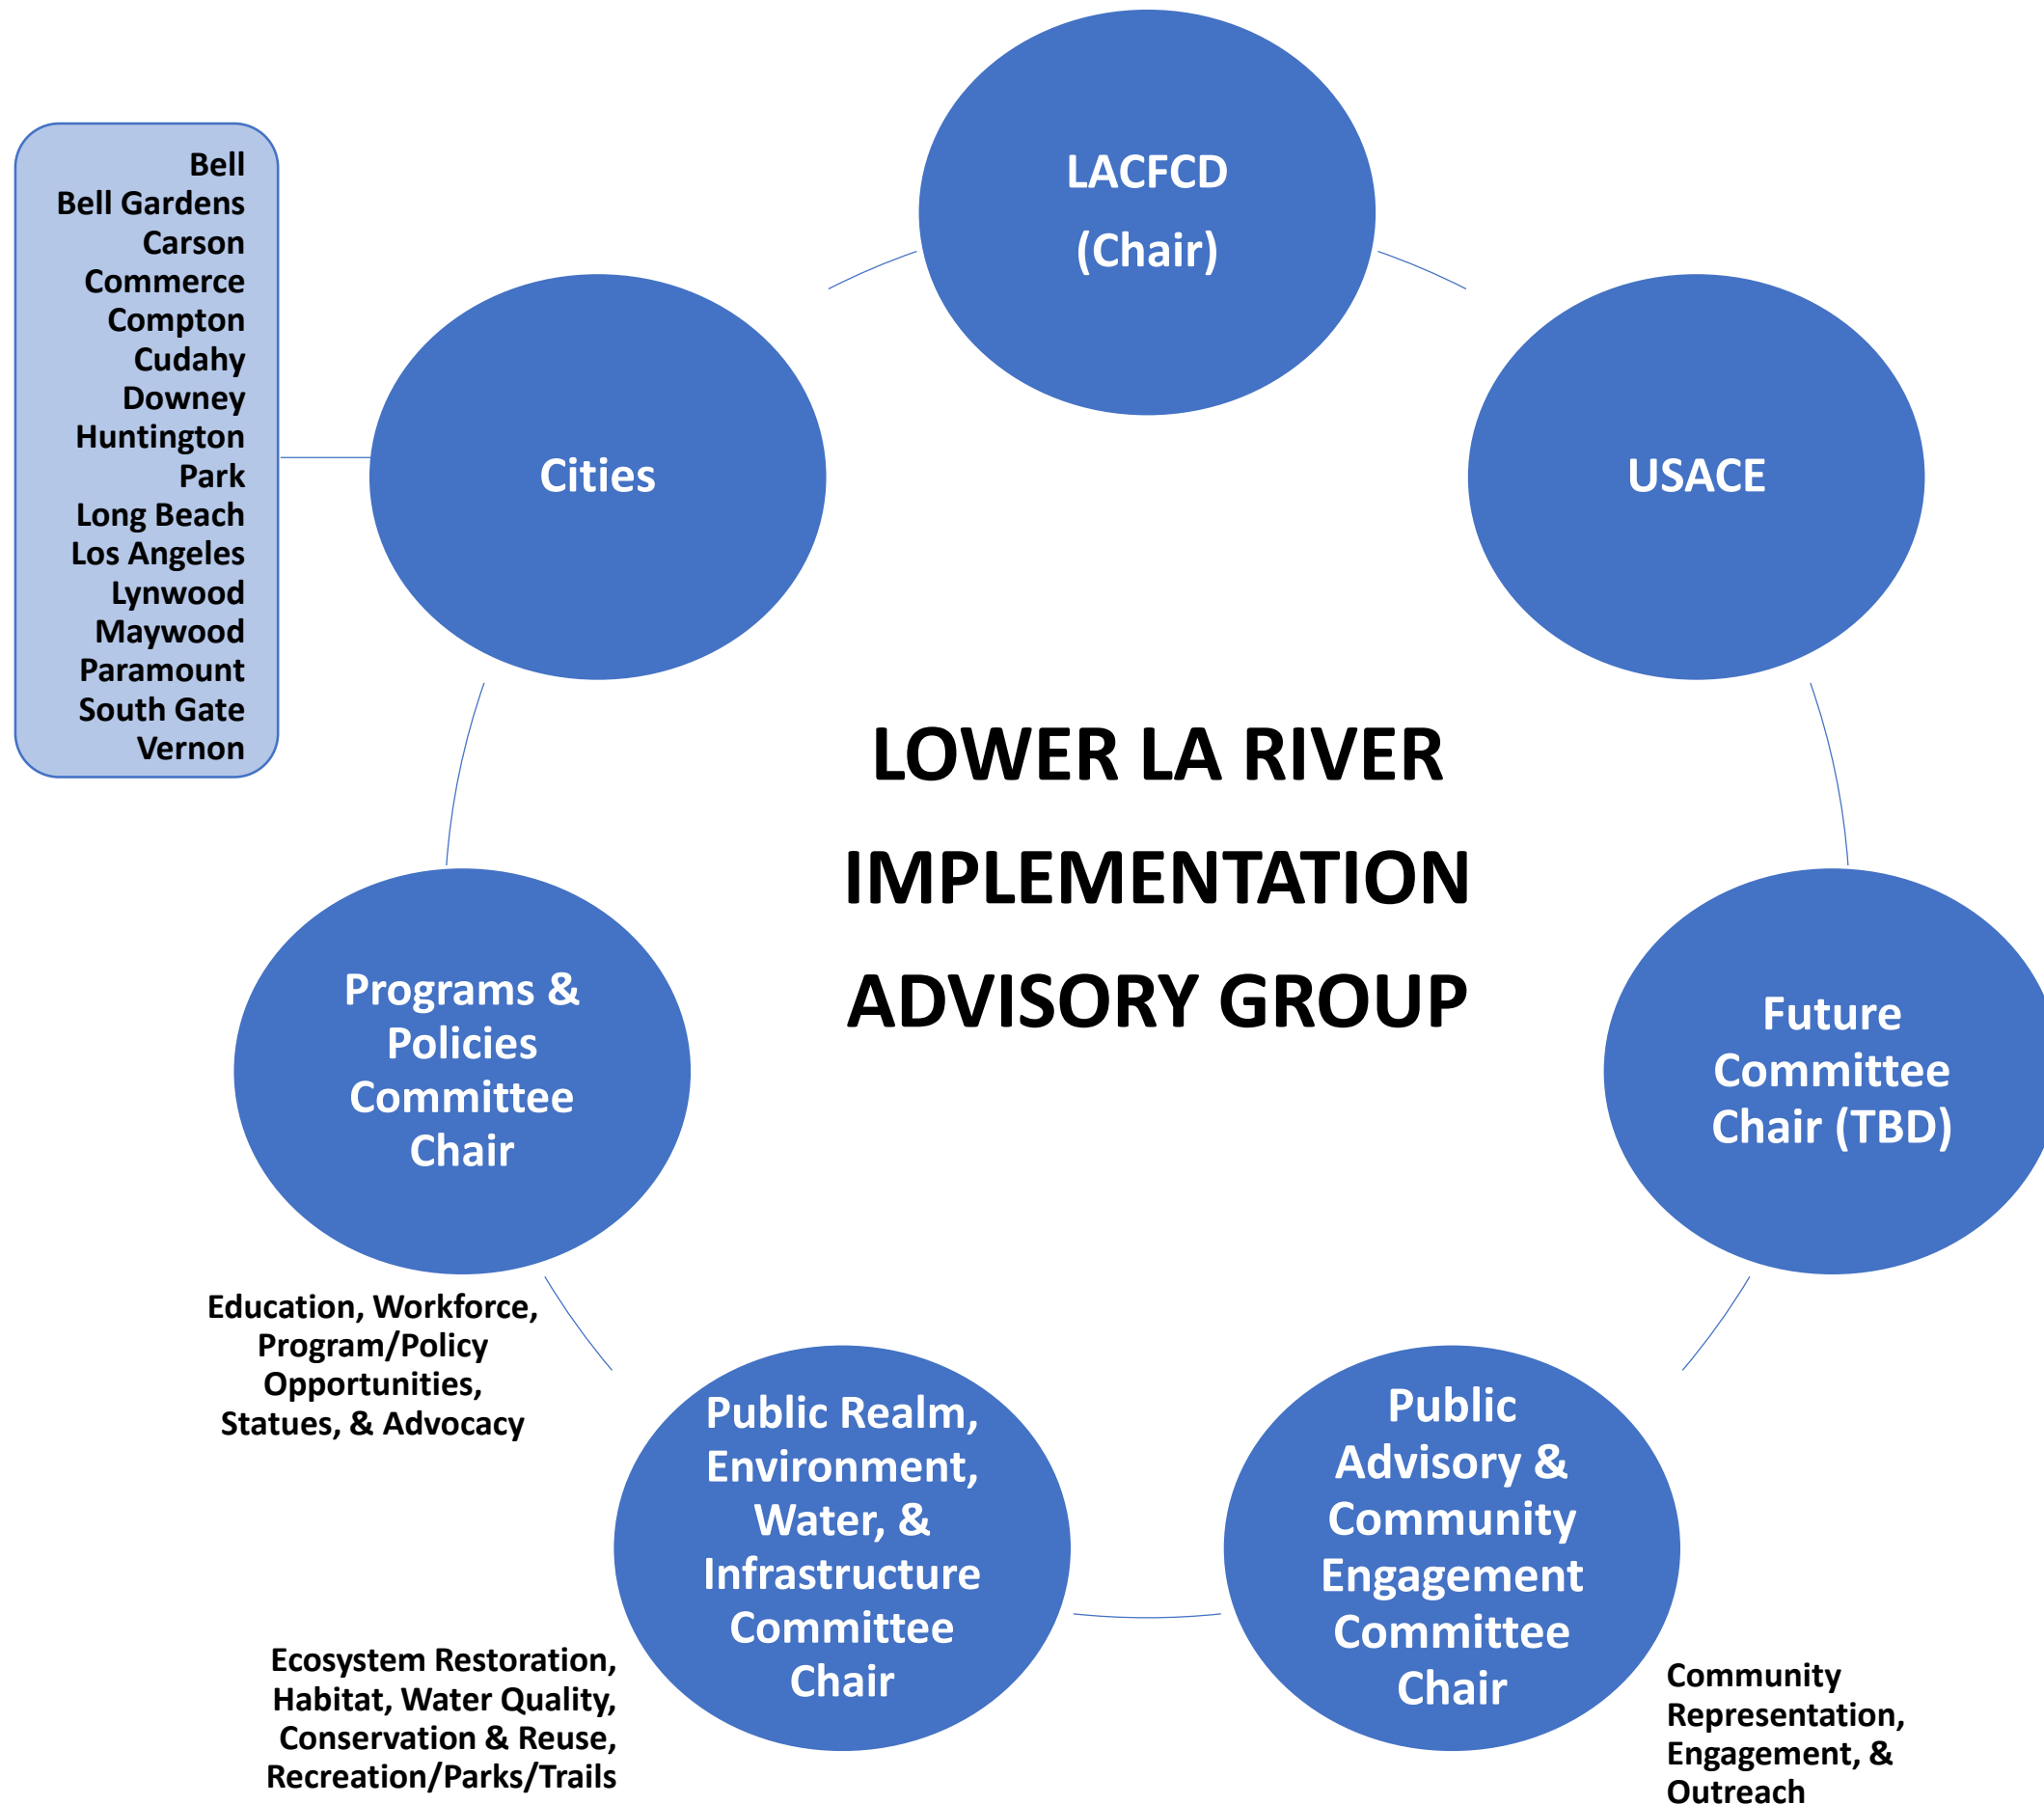 LACFCD
(Chair)
Bell
Bell Gardens
Carson
Commerce
Compton
Cudahy
Downey
Huntington
Park
Long Beach
Los Angeles
Lynwood
Maywood
Paramount
South Gate
Vernon
Cities
USACE
LOWER LA RIVER
IMPLEMENTATION
ADVISORY GROUP
Programs &
Policies
Committee
Chair
Future
Committee
Chair (TBD)
Education, Workforce,
Program/Policy
Opportunities,
Statues, & Advocacy
Public Realm,
Environment,
Water, &
Infrastructure
Committee
Chair
Public
Advisory &
Community
Engagement
Committee
Chair
Ecosystem Restoration,
Habitat, Water Quality,
Conservation & Reuse,
Recreation/Parks/Trails
Community
Representation,
Engagement, &
Outreach